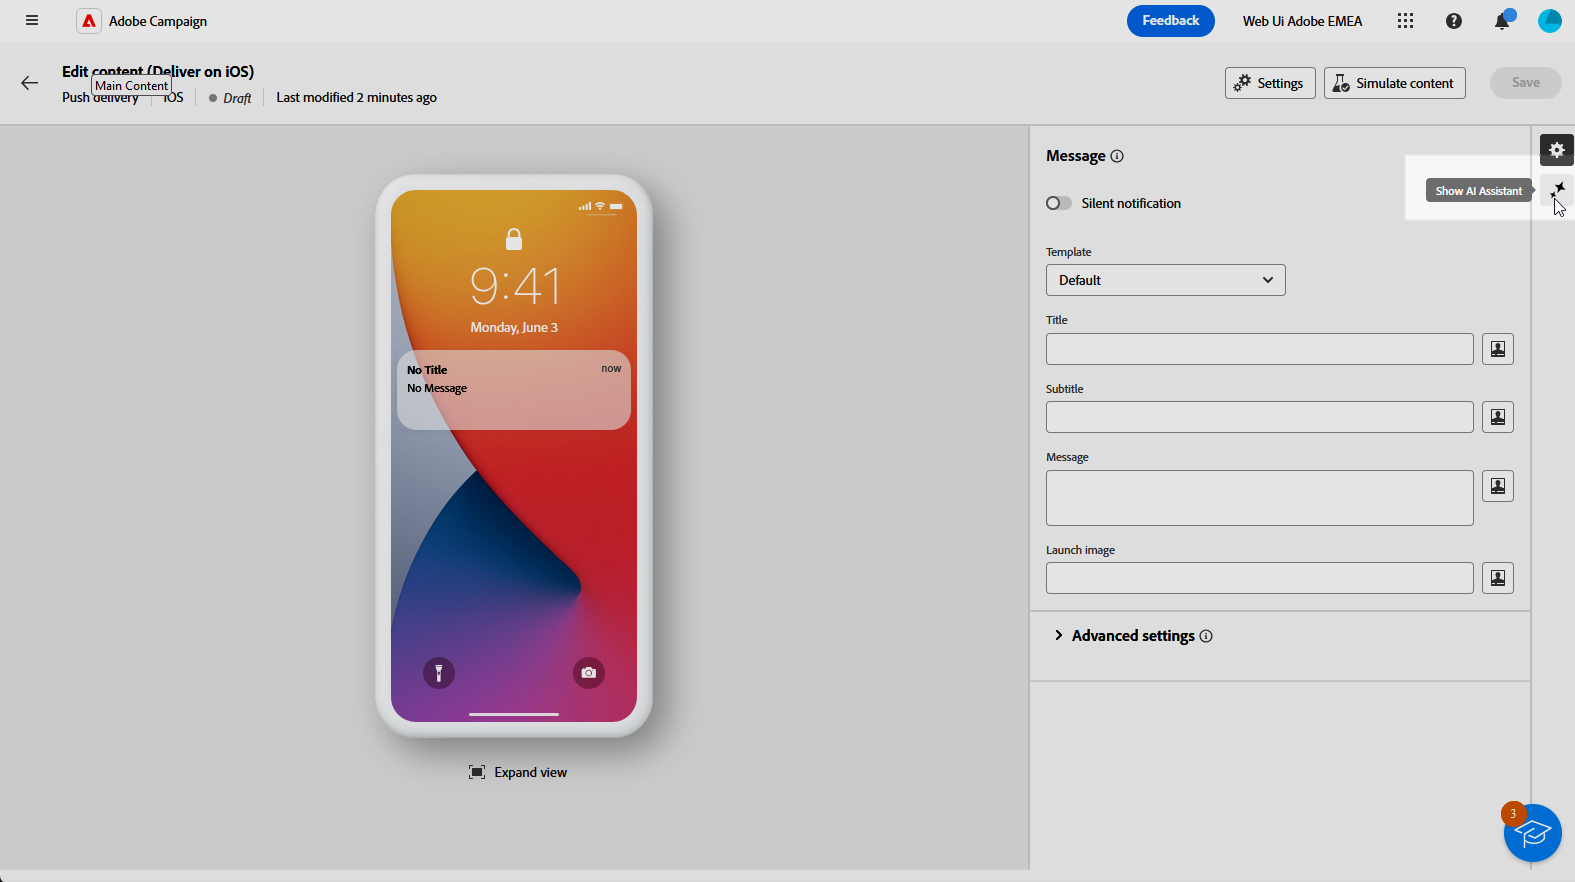 Adobe Campaign
Feedback
Web Ui Adobe EMEA
Edit content (Deliver on iOS)
Main Content
Push delivery iOS Draft Last modified 2 minutes ago
Settings
Simulate content
Save
9:41
Monday, June 3
No Title now
No Message
Expand view
Message
Show AI Assistant
Silent notification
Template
Default
Title
Subtitle
Message
Launch image
Advanced settings
3